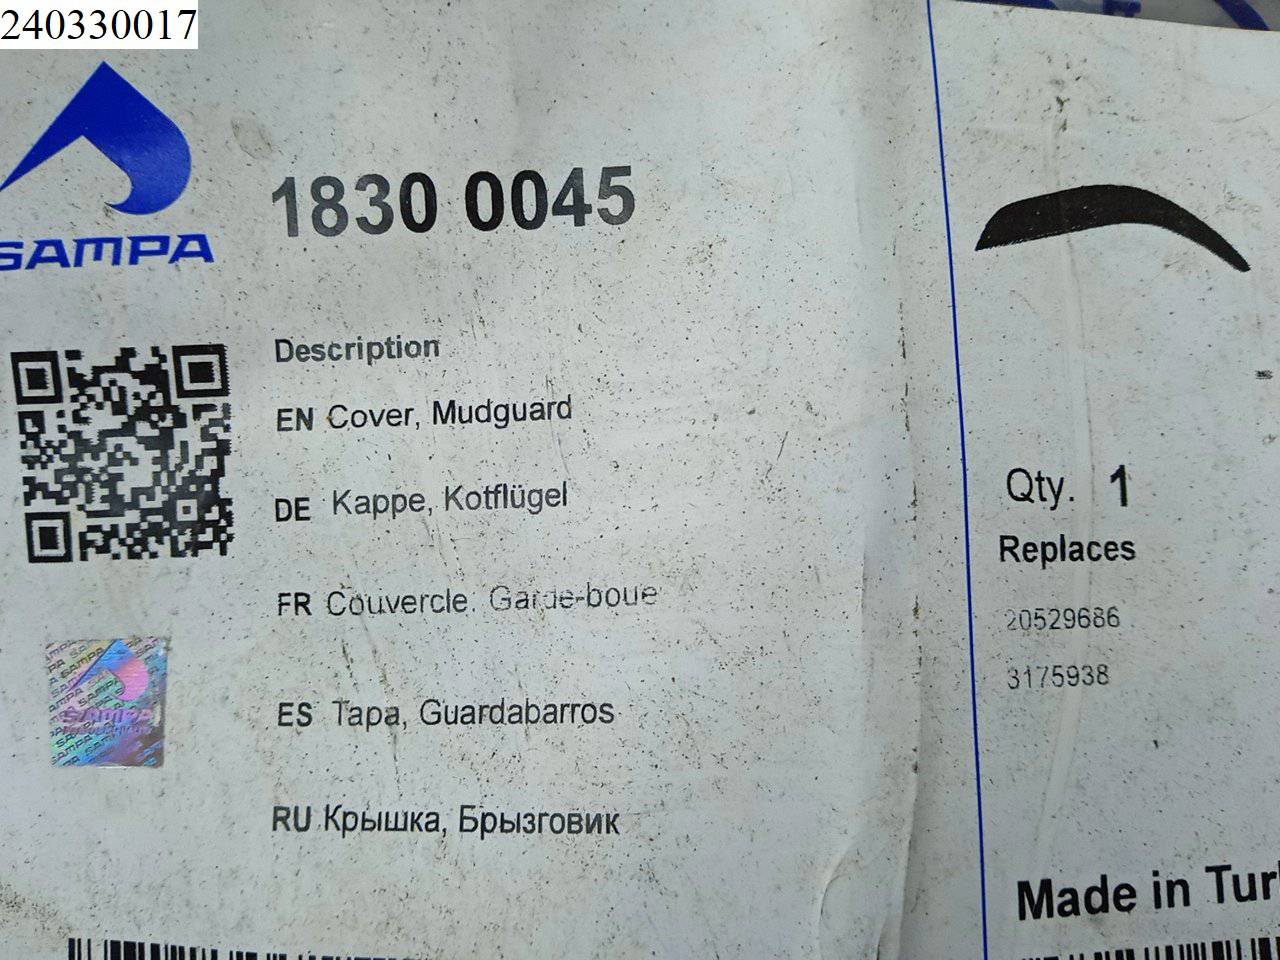 240330017
SAMPA
1830 0045
Description
EN Cover, Mudguard
DE Kappe, Kotflügel
FR Couvercle, Garde-boue
ES Tapa, Guardabarros
RU Крышка, Брызговик
Qty. 1
Replaces
20529686
3175938
Made in Tur
SAMPA